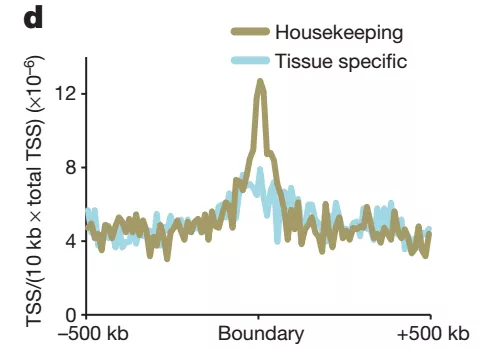 d
Housekeeping
Tissue specific
TSS/(10 kb × total TSS) (×10⁻⁶)
12
8
4
0
–500 kb
Boundary
+500 kb